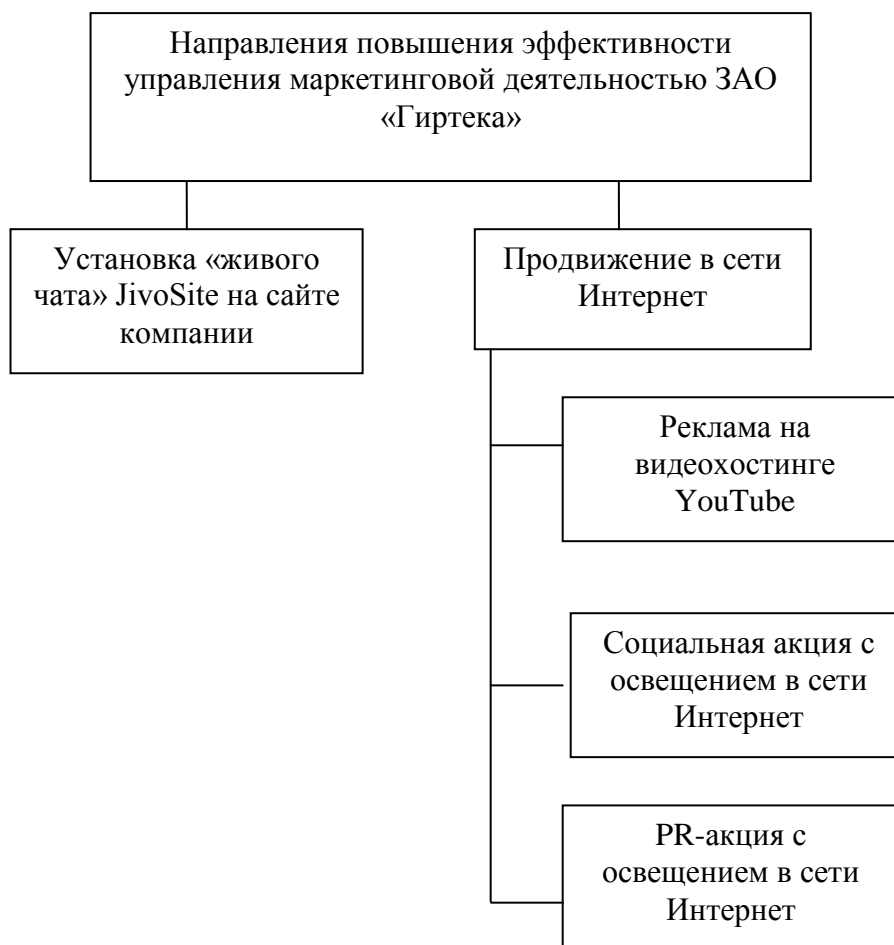 Направления повышения эффективности
управления маркетинговой деятельностью ЗАО
«Гиртека»
Установка «живого
чата» JivoSite на сайте
компании
Продвижение в сети
Интернет
Реклама на
видеохостинге
YouTube
Социальная акция с
освещением в сети
Интернет
PR-акция с
освещением в сети
Интернет